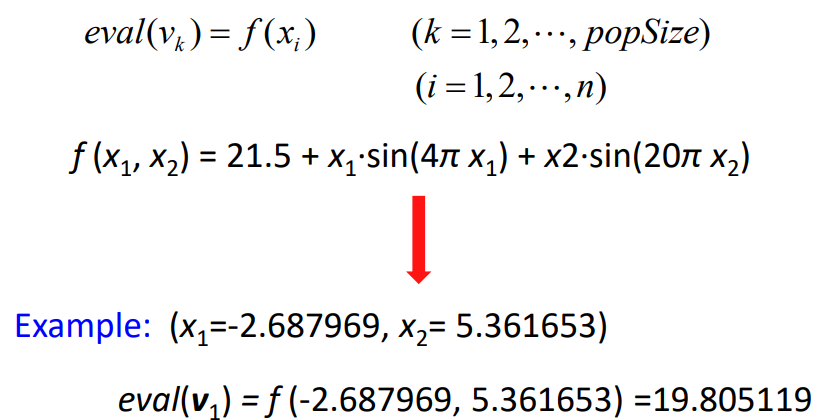 eval(vₖ) = f(xᵢ) (k = 1, 2, ⋯, popSize)
(i = 1, 2, ⋯, n)
f (x₁, x₂) = 21.5 + x₁·sin(4π x₁) + x2·sin(20π x₂)
Example: (x₁=-2.687969, x₂= 5.361653)
eval(v₁) = f (-2.687969, 5.361653) =19.805119